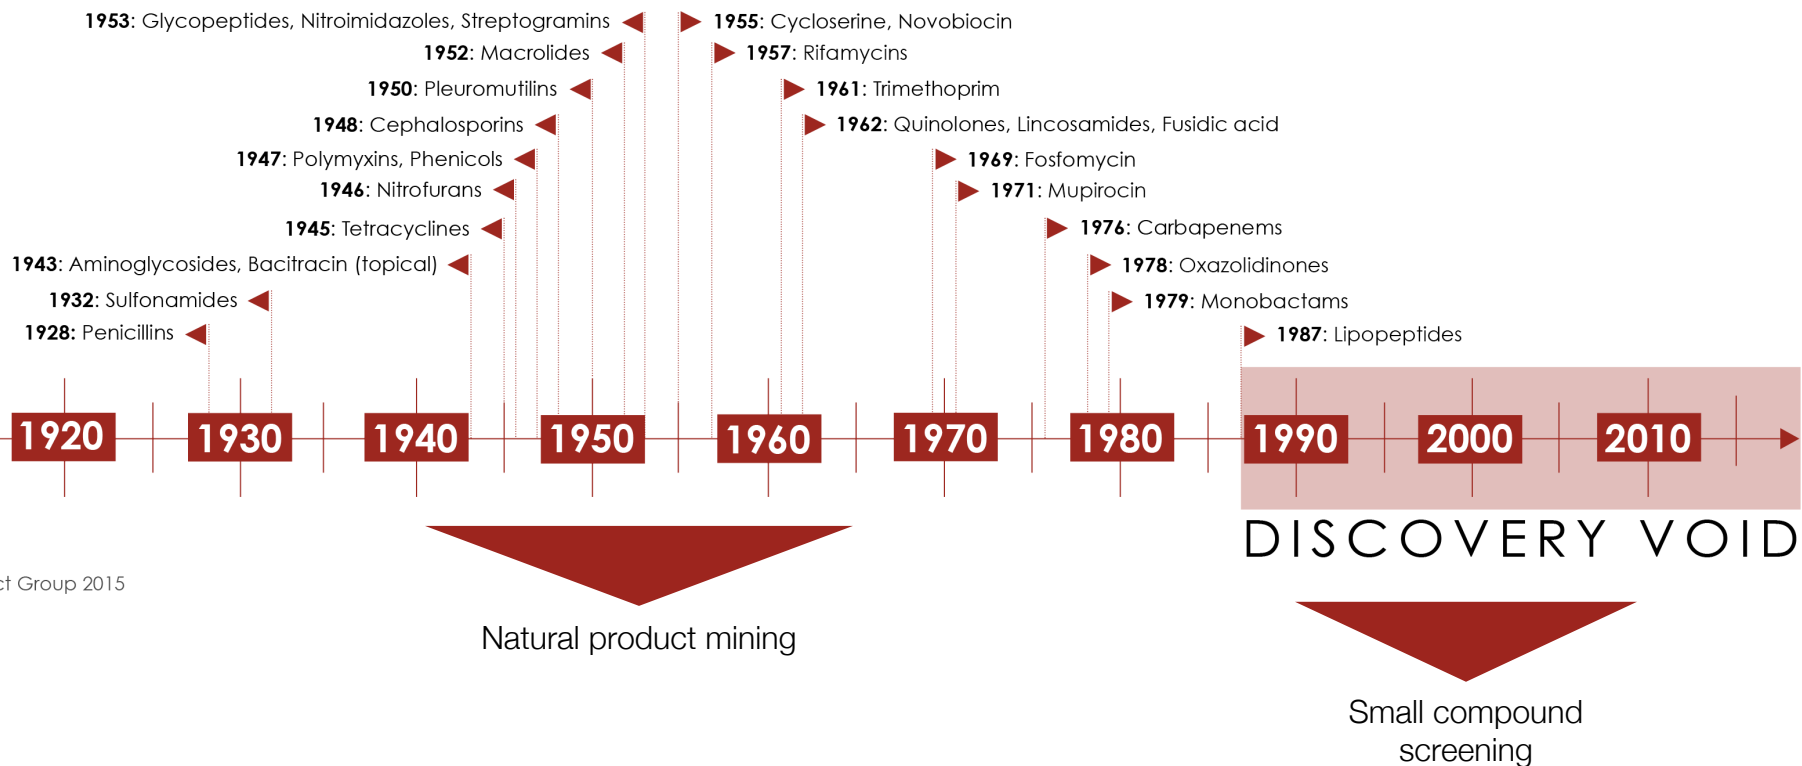 1953: Glycopeptides, Nitroimidazoles, Streptogramins
1952: Macrolides
1950: Pleuromutilins
1948: Cephalosporins
1947: Polymyxins, Phenicols
1946: Nitrofurans
1945: Tetracyclines
1943: Aminoglycosides, Bacitracin (topical)
1932: Sulfonamides
1928: Penicillins
1955: Cycloserine, Novobiocin
1957: Rifamycins
1961: Trimethoprim
1962: Quinolones, Lincosamides, Fusidic acid
1969: Fosfomycin
1971: Mupirocin
1976: Carbapenems
1978: Oxazolidinones
1979: Monobactams
1987: Lipopeptides
1920 1930 1940 1950 1960 1970 1980 1990 2000 2010
DISCOVERY VOID
ct Group 2015
Natural product mining
Small compound
screening